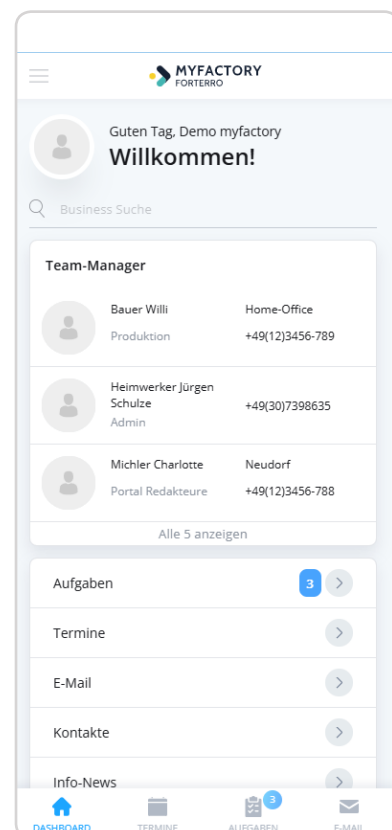 MYFACTORY
FORTERRO
Guten Tag, Demo myfactory
Willkommen!
Business Suche
Team-Manager
Bauer Willi Home-Office
Produktion +49(12)3456-789
Heimwerker Jürgen
Schulze
+49(30)7398635
Admin
Michler Charlotte Neudorf
Portal Redakteure +49(12)3456-788
Alle 5 anzeigen
Aufgaben 3
Termine
E-Mail
Kontakte
Info-News
3
DASHBOARD TERMINE AUFGABEN E-MAIL